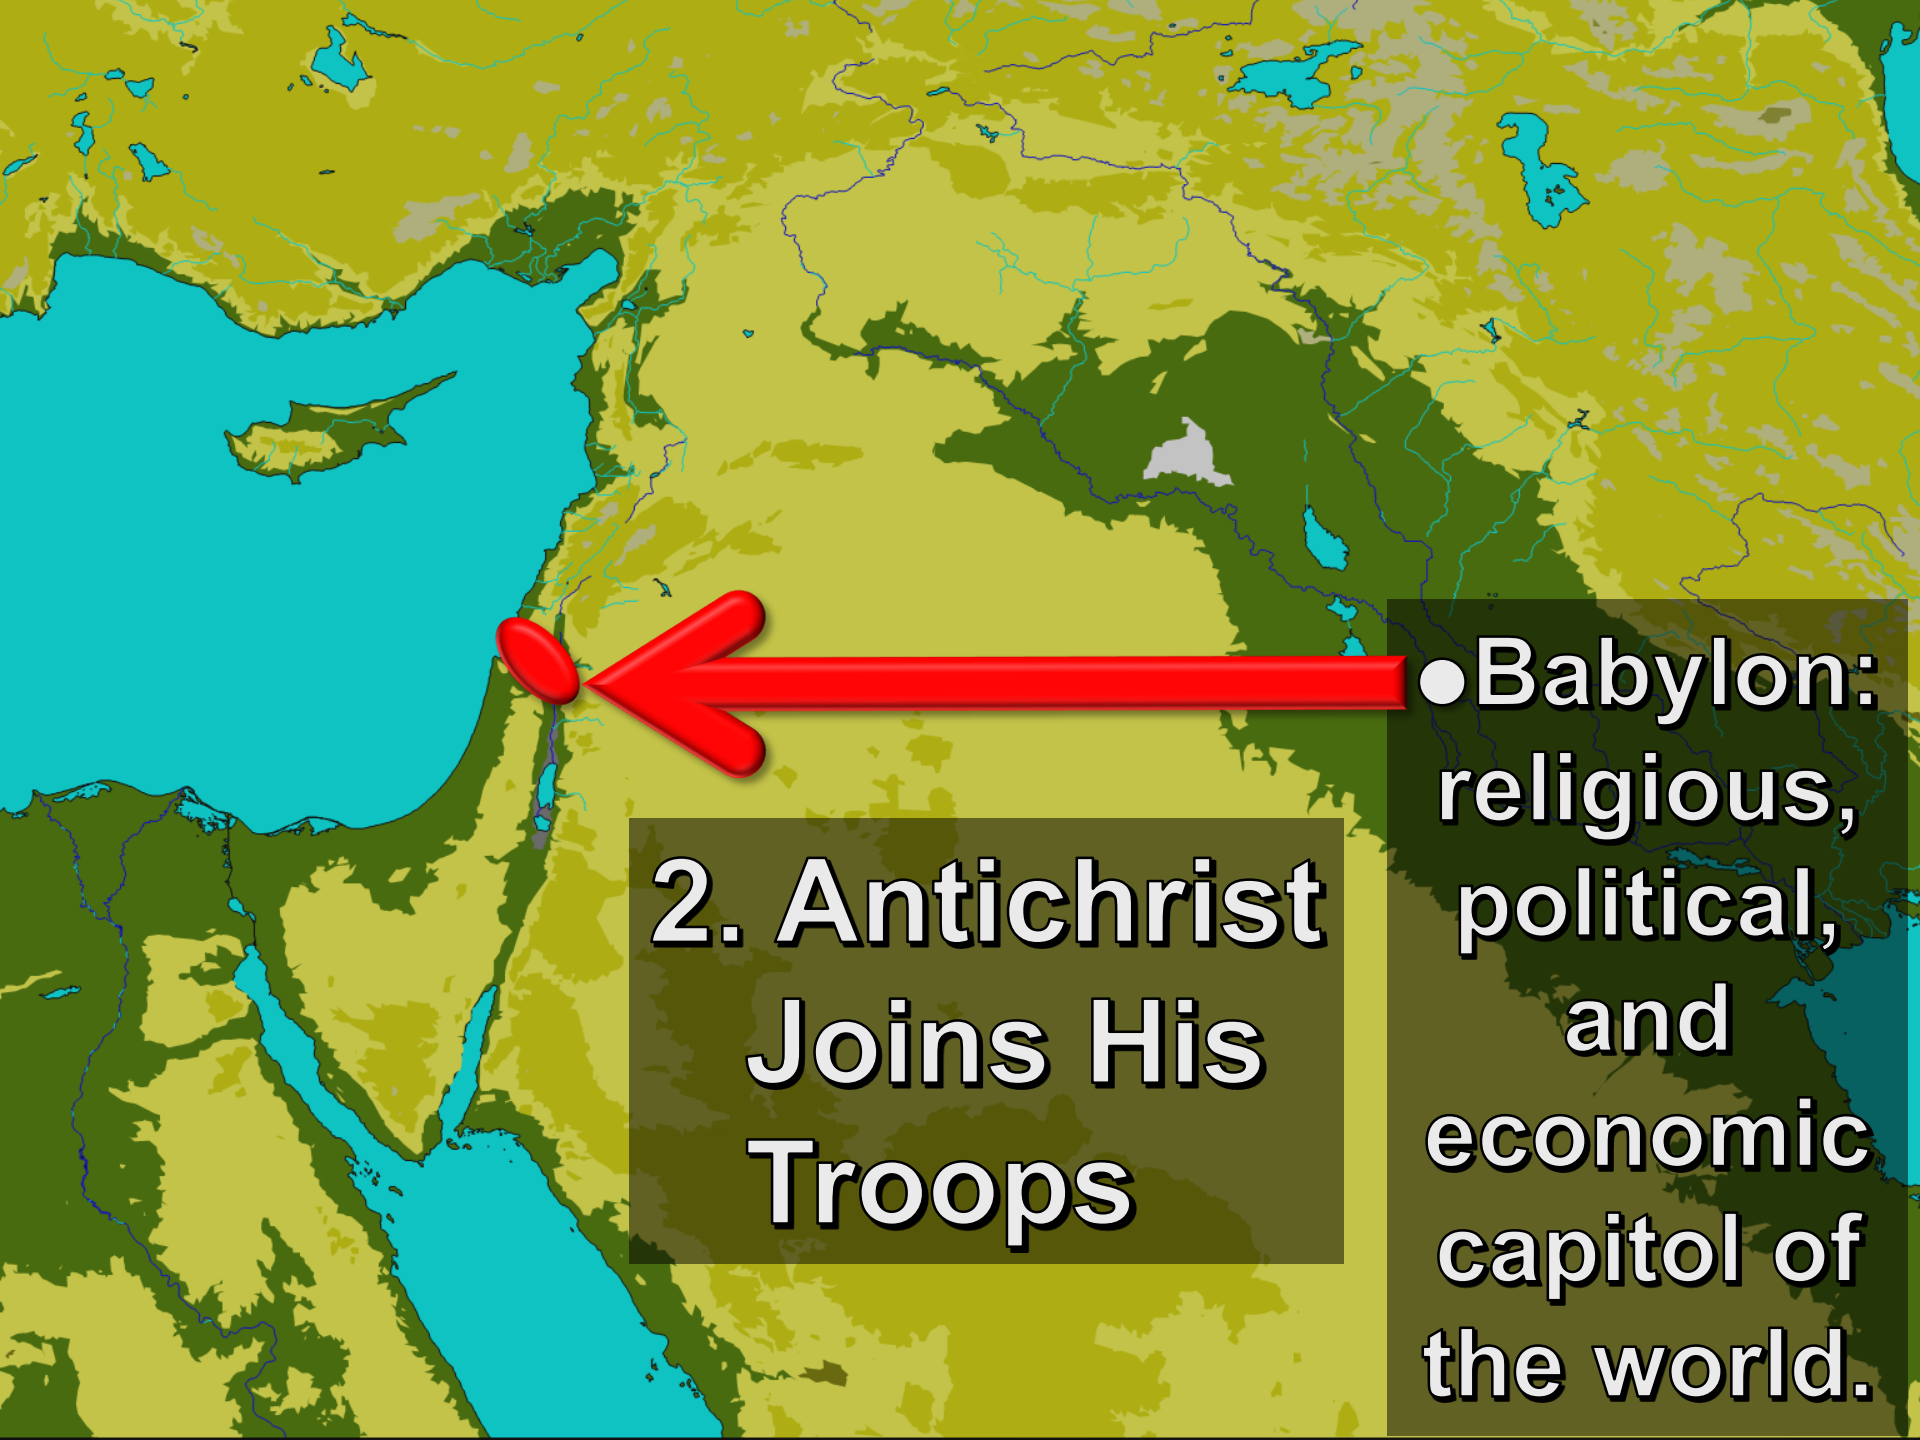 2. Antichrist
Joins His
Troops
●Babylon:
religious,
political,
and
economic
capitol of
the world.